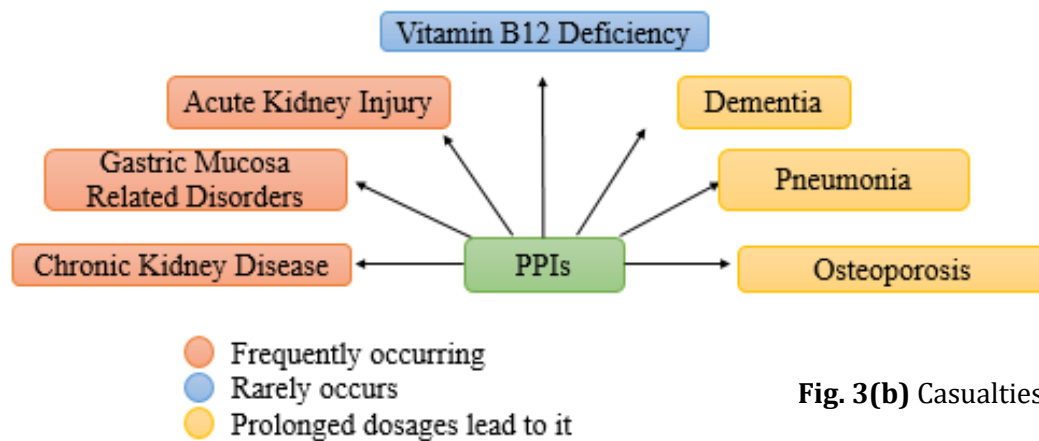 Vitamin B12 Deficiency
Acute Kidney Injury
Dementia
Gastric Mucosa
Related Disorders
Pneumonia
Chronic Kidney Disease
PPIs
Osteoporosis
Frequently occurring
Rarely occurs
Prolonged dosages lead to it
Fig. 3(b) Casualties